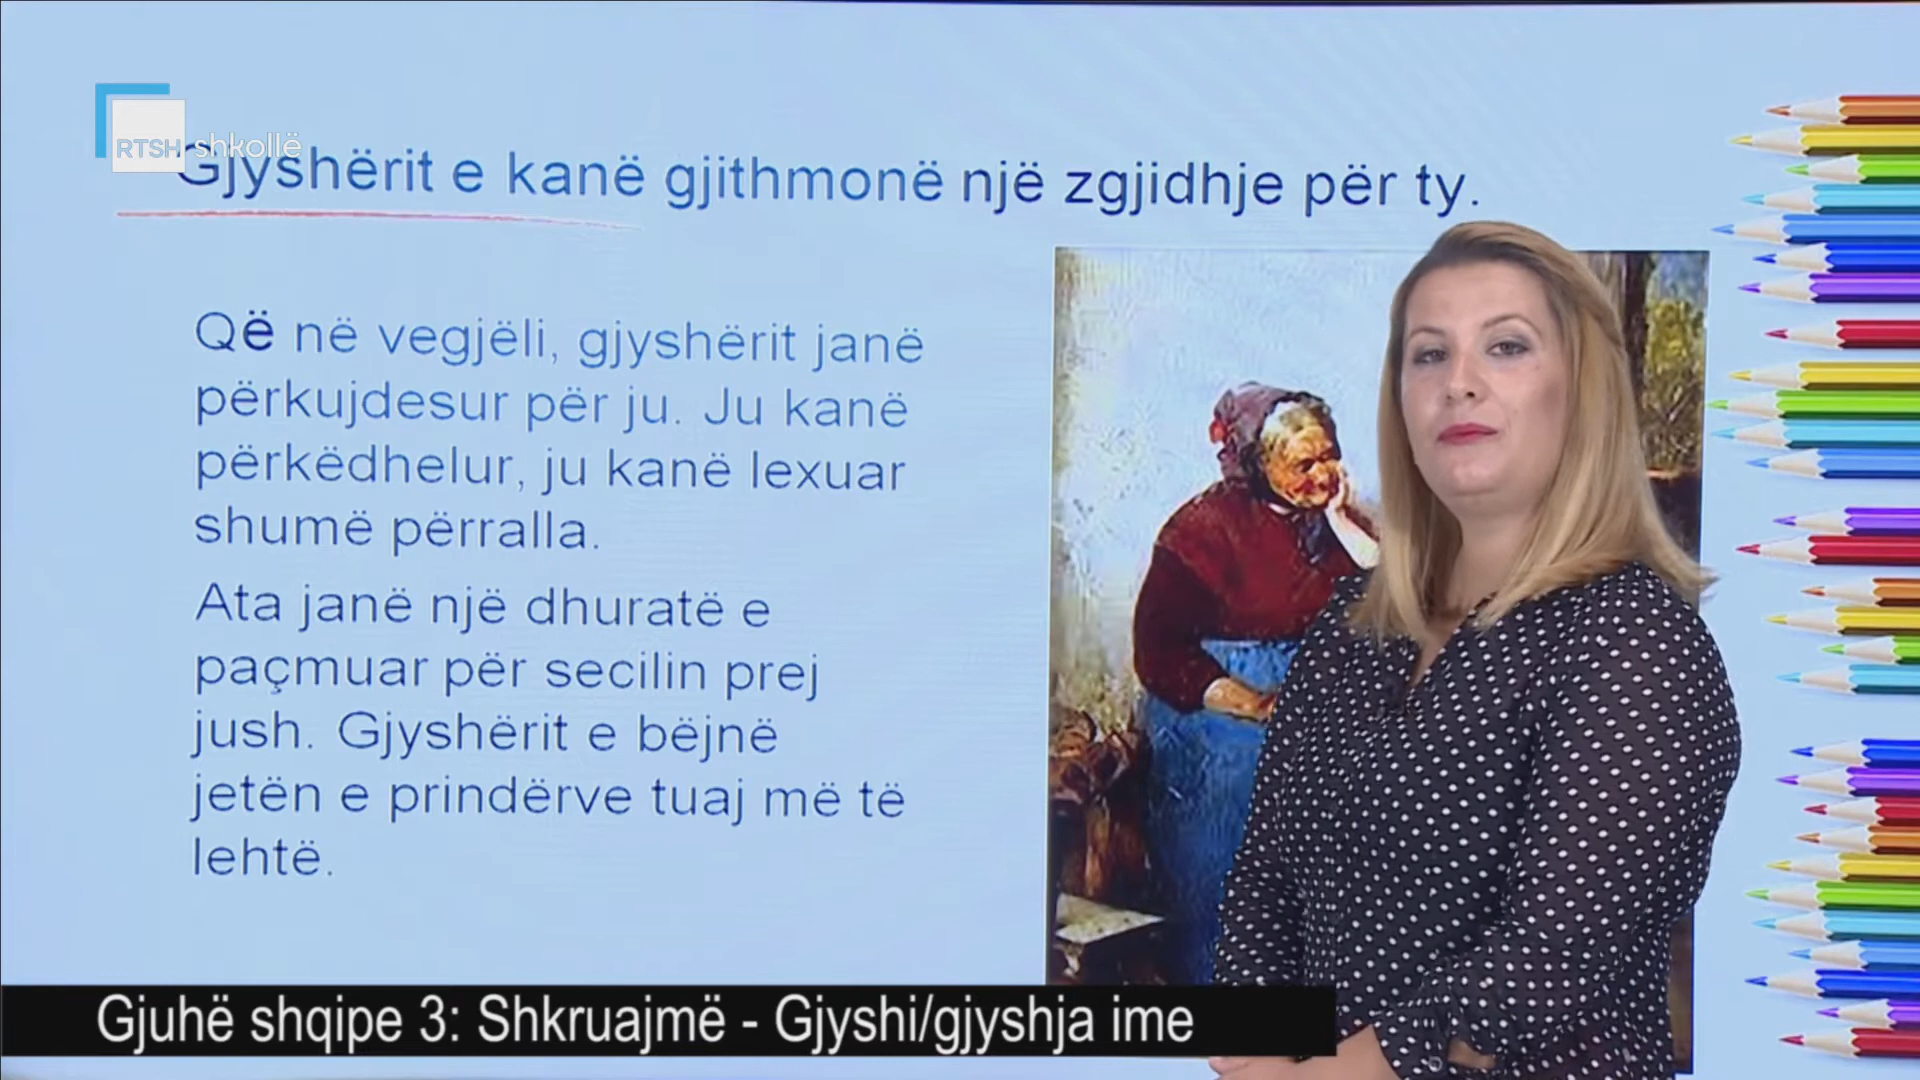 RTSH shkollë
Gjyshërit e kanë gjithmonë një zgjidhje për ty.
Që në vegjëli, gjyshërit janë
përkujdesur për ju. Ju kanë
përkëdhelur, ju kanë lexuar
shumë përralla.
Ata janë një dhuratë e
paçmuar për secilin prej
jush. Gjyshërit e bëjnë
jetën e prindërve tuaj më të
lehtë.
Gjuhë shqipe 3: Shkruajmë - Gjyshi/gjyshja ime